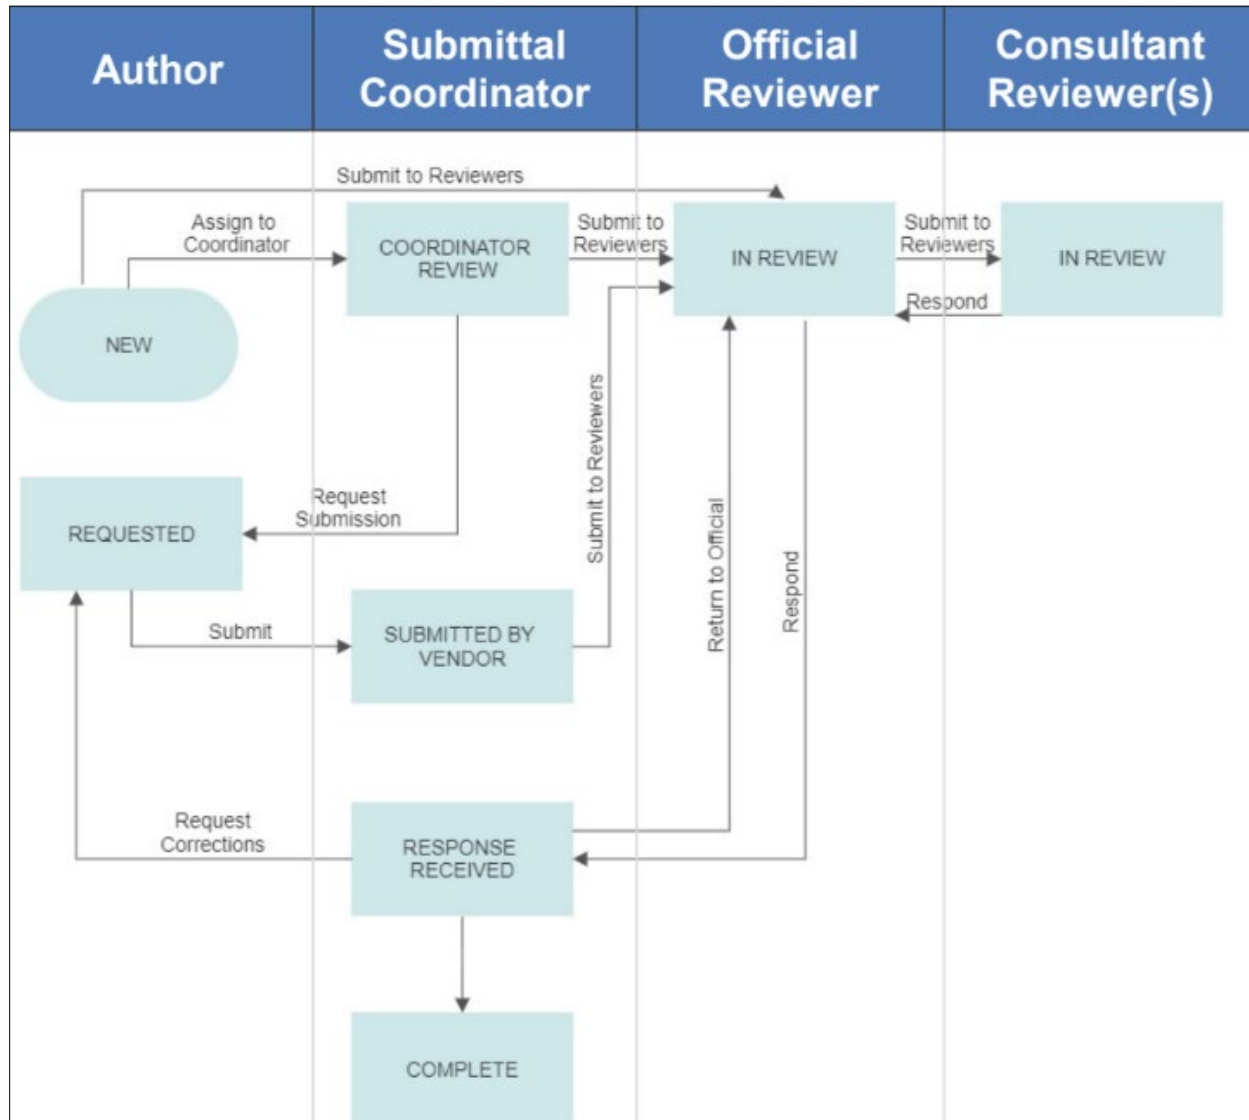 Author
Submittal
Coordinator
Official
Reviewer
Consultant
Reviewer(s)
Submit to Reviewers
Assign to
Coordinator
COORDINATOR
REVIEW
Submit to
Reviewers
IN REVIEW
Submit to
Reviewers
IN REVIEW
Respond
NEW
Submit to Reviewers
Request
Submission
REQUESTED
Return to Official
Respond
Submit
SUBMITTED BY
VENDOR
Request
Corrections
RESPONSE
RECEIVED
COMPLETE